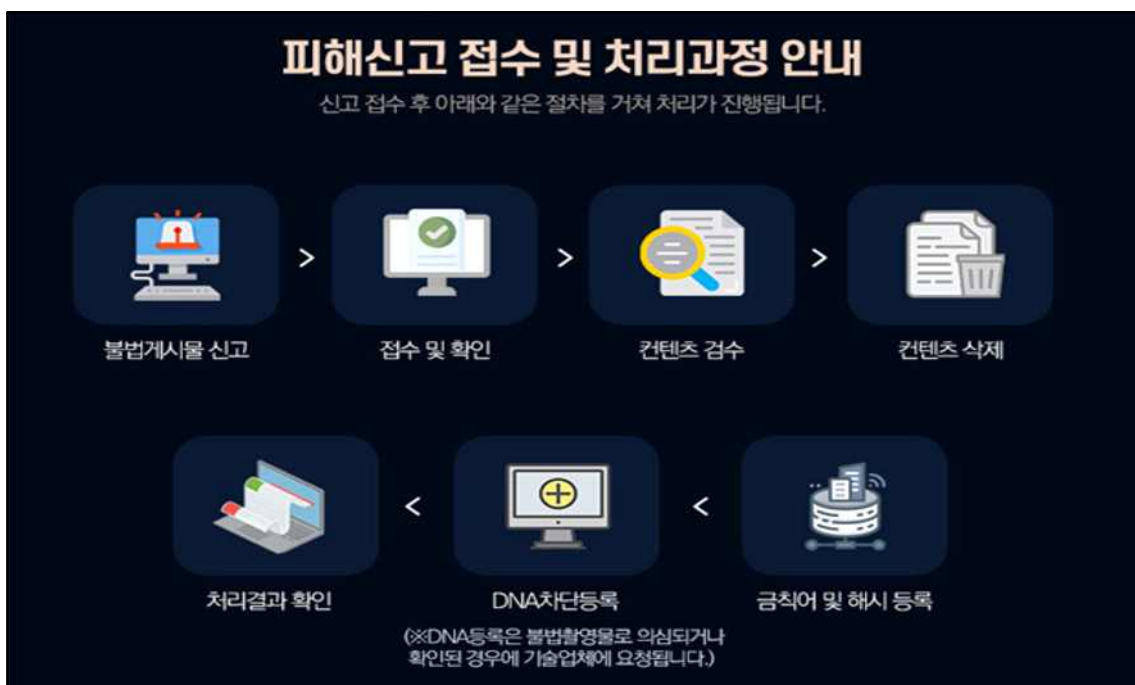 피해신고 접수 및 처리과정 안내
신고 접수 후 아래와 같은 절차를 거쳐 처리가 진행됩니다.
>
>
>
불법게시물 신고
접수 및 확인
컨텐츠 검수
컨텐츠 삭제
<
<
처리결과 확인
DNA차단등록
금칙어 및 해시 등록
(※DNA등록은 불법촬영물로 의심되거나
확인된 경우에 기술업체에 요청됩니다.)